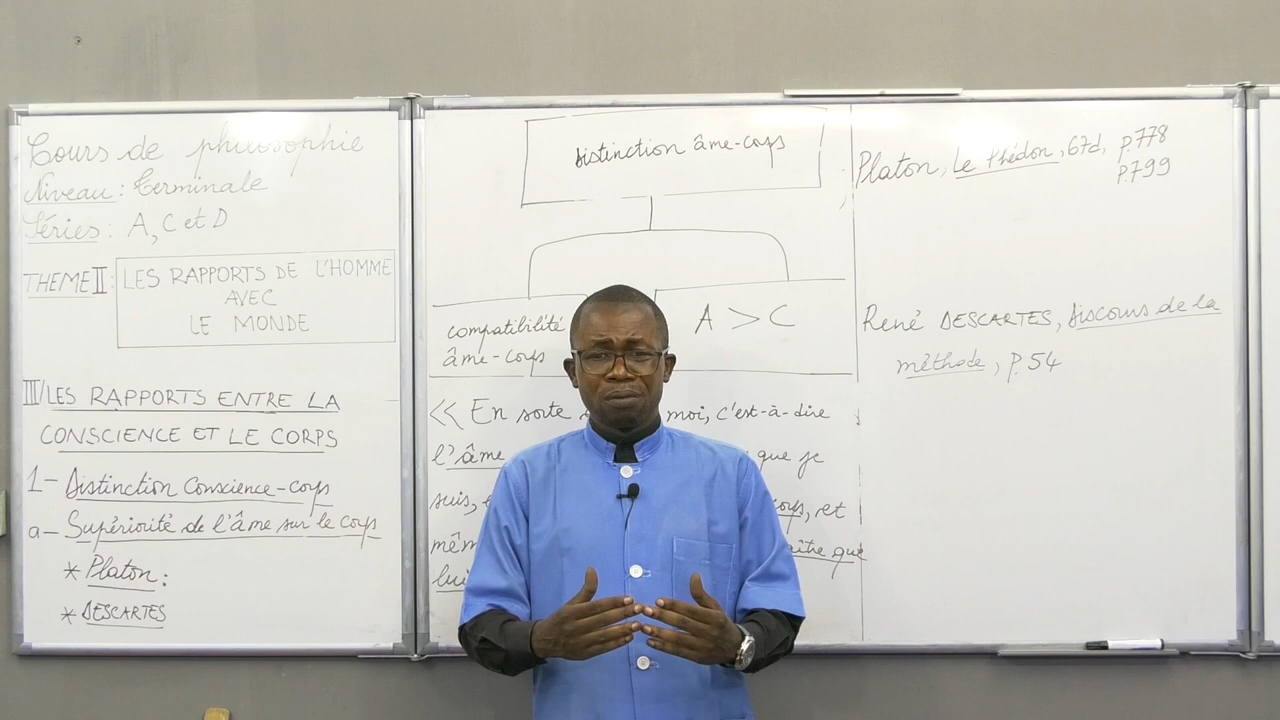 Cours de philosophie
Niveau : Terminale
Séries : A, C et D
THEME II :
LES RAPPORTS DE L'HOMME
AVEC
LE MONDE
III/ LES RAPPORTS ENTRE LA
CONSCIENCE ET LE CORPS
1- Distinction Conscience-corps
a- Supériorité de l'âme sur le corps
* Platon :
* DESCARTES
Distinction âme-corps
compatibilité
âme-corps
A > C
<< En sorte moi, c'est-à-dire
l'âme que je
suis, corps, et
même que
lui
Platon, Le Phédon, 67d, p.778
p.799
René DESCARTES, Discours de la
méthode, p.54